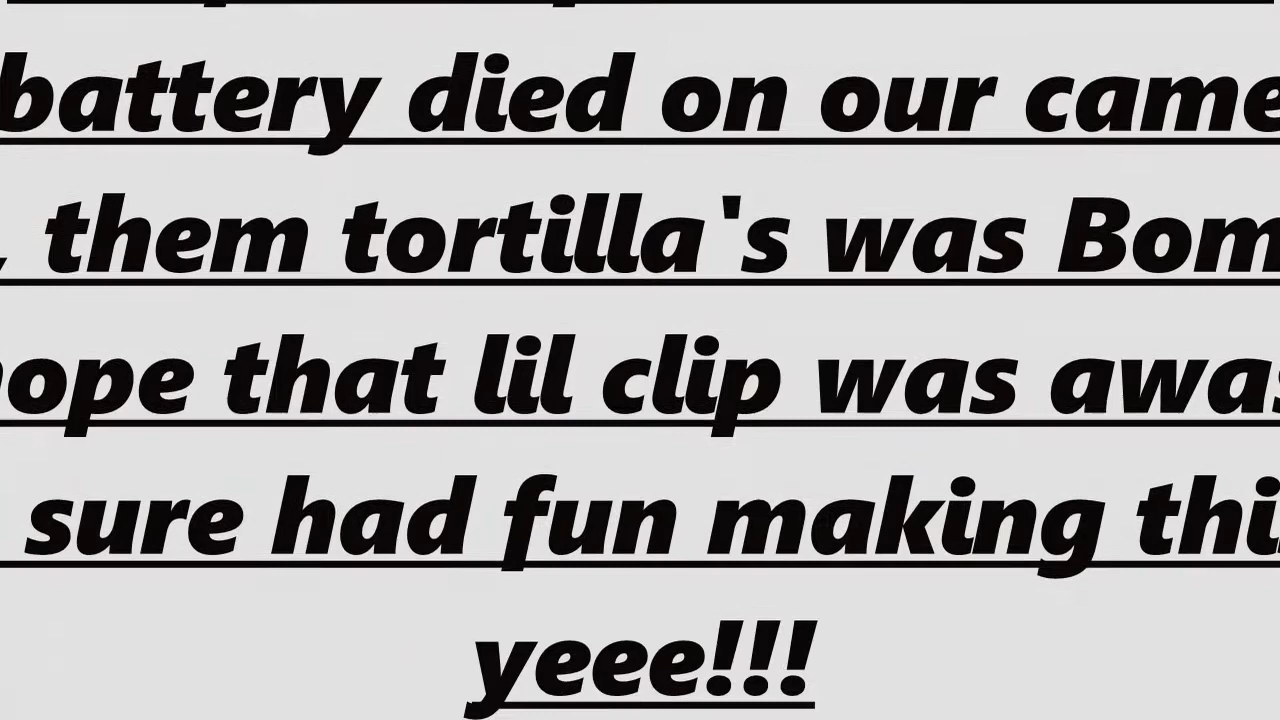 battery died on our came
, them tortilla's was Bom
ope that lil clip was awas
sure had fun making thi
yeee!!!